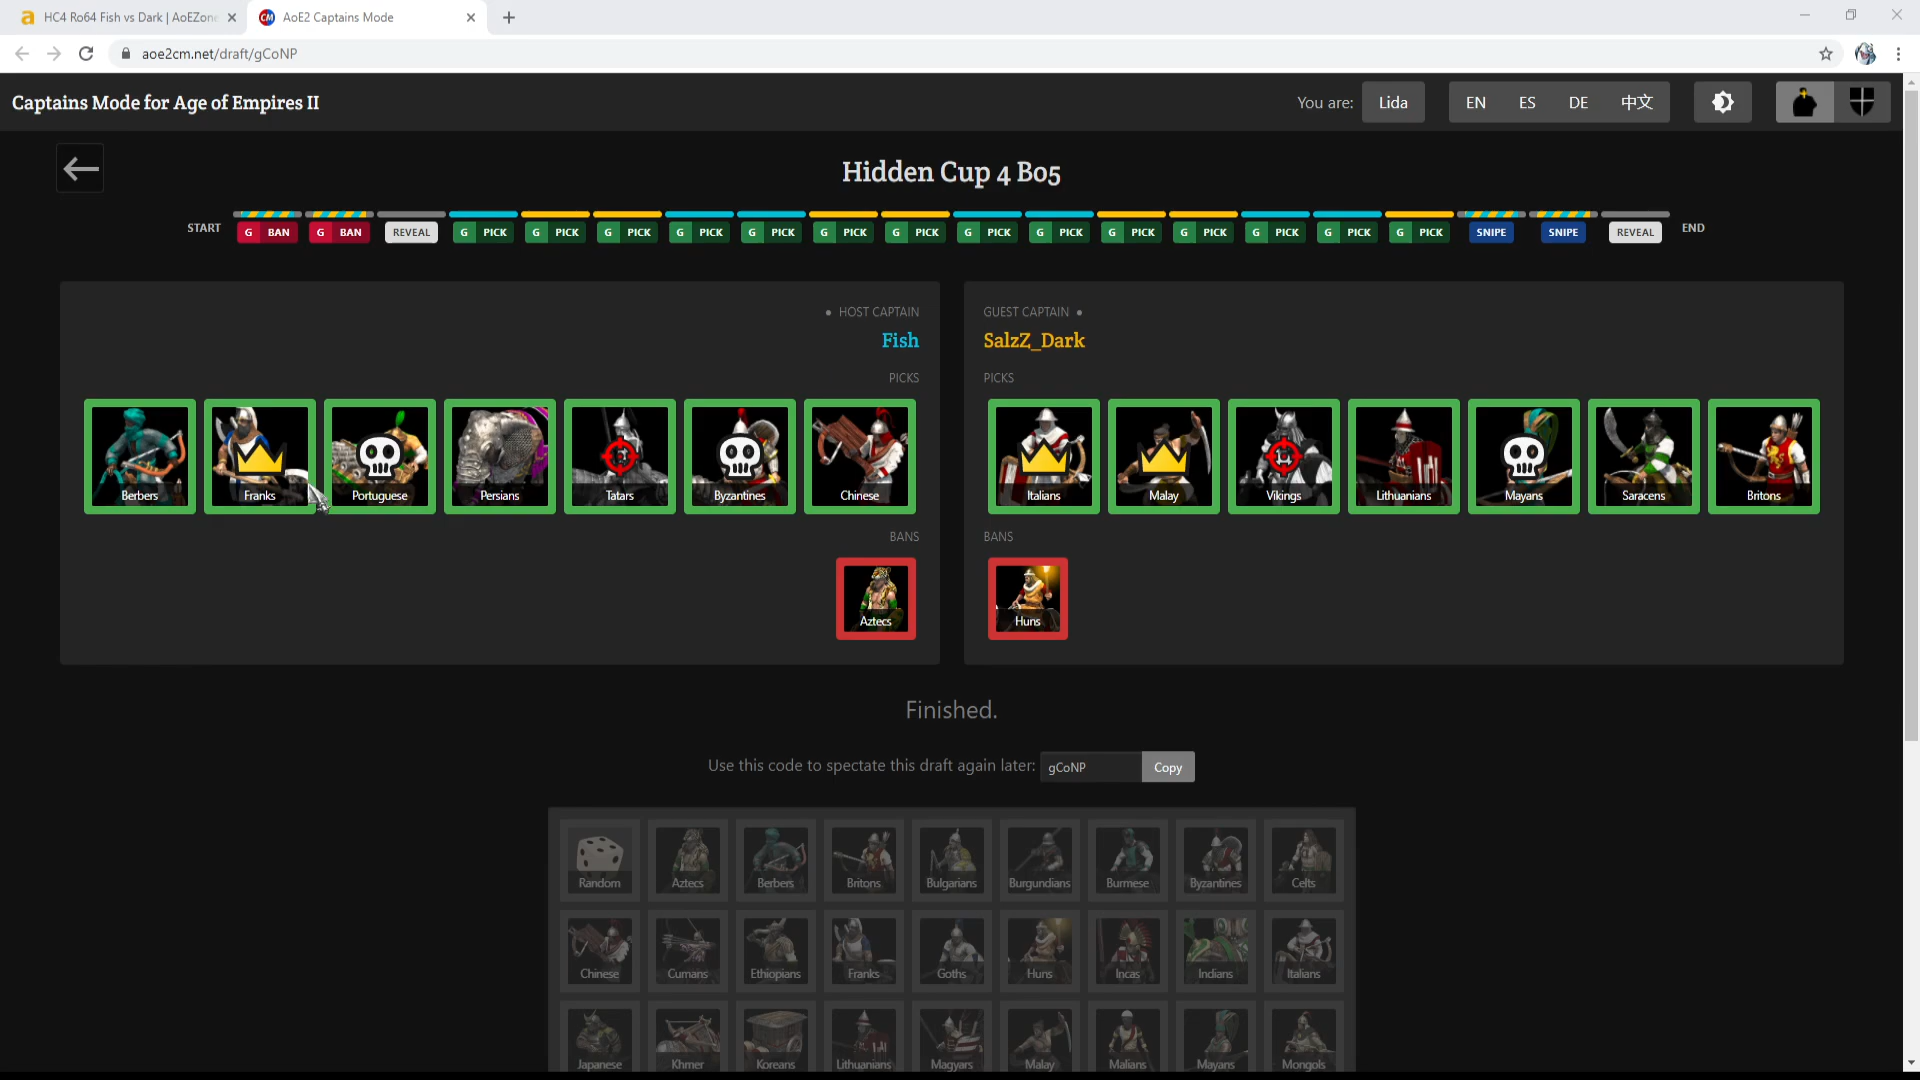 HC4 Ro64 Fish vs Dark | AoEZone
AoE2 Captains Mode
aoe2cm.net/draft/gCoNP
Captains Mode for Age of Empires II
You are: Lida EN ES DE 中文
Hidden Cup 4 Bo5
START G BAN G BAN REVEAL G PICK G PICK G PICK G PICK G PICK G PICK G PICK G PICK G PICK G PICK G PICK G PICK G PICK G PICK SNIPE SNIPE REVEAL END
HOST CAPTAIN
Fish
PICKS
Berbers Franks Portuguese Persians Tatars Byzantines Chinese
BANS
Aztecs
GUEST CAPTAIN
SalzZ_Dark
PICKS
Italians Malay Vikings Lithuanians Mayans Saracens Britons
BANS
Huns
Finished.
Use this code to spectate this draft again later: gCoNP Copy
Random Aztecs Berbers Britons Bulgarians Burgundians Burmese Byzantines Celts
Chinese Cumans Ethiopians Franks Goths Huns Incas Indians Italians
Japanese Khmer Koreans Lithuanians Magyars Malay Malians Mayans Mongols